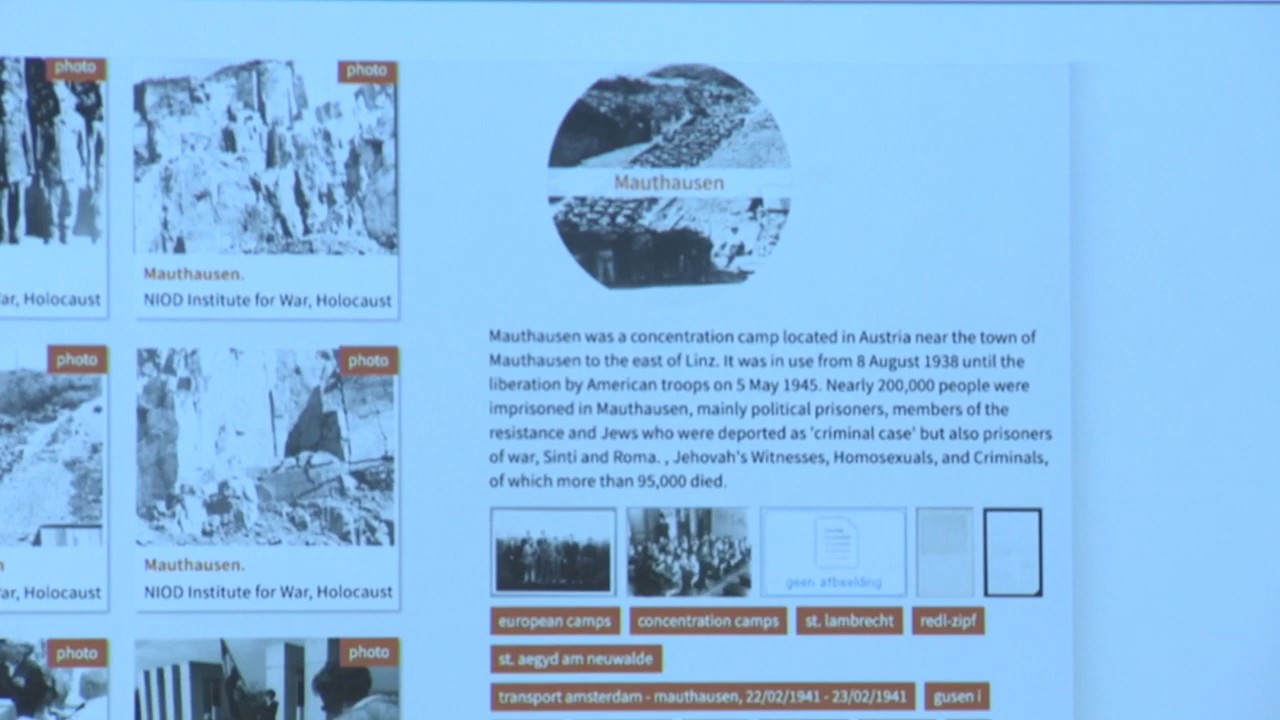 photo
photo
Mauthausen
Mauthausen.
ar, Holocaust
NIOD Institute for War, Holocaust
Mauthausen was a concentration camp located in Austria near the town of
Mauthausen to the east of Linz. It was in use from 8 August 1938 until the
liberation by American troops on 5 May 1945. Nearly 200,000 people were
imprisoned in Mauthausen, mainly political prisoners, members of the
resistance and Jews who were deported as 'criminal case' but also prisoners
of war, Sinti and Roma. , Jehovah's Witnesses, Homosexuals, and Criminals,
of which more than 95,000 died.
photo
photo
n
Mauthausen.
ar, Holocaust
NIOD Institute for War, Holocaust
geen afbeelding
european camps
concentration camps
st. lambrecht
redl-zipf
st. aegyd am neuwalde
transport amsterdam - mauthausen, 22/02/1941 - 23/02/1941
gusen i
photo
photo